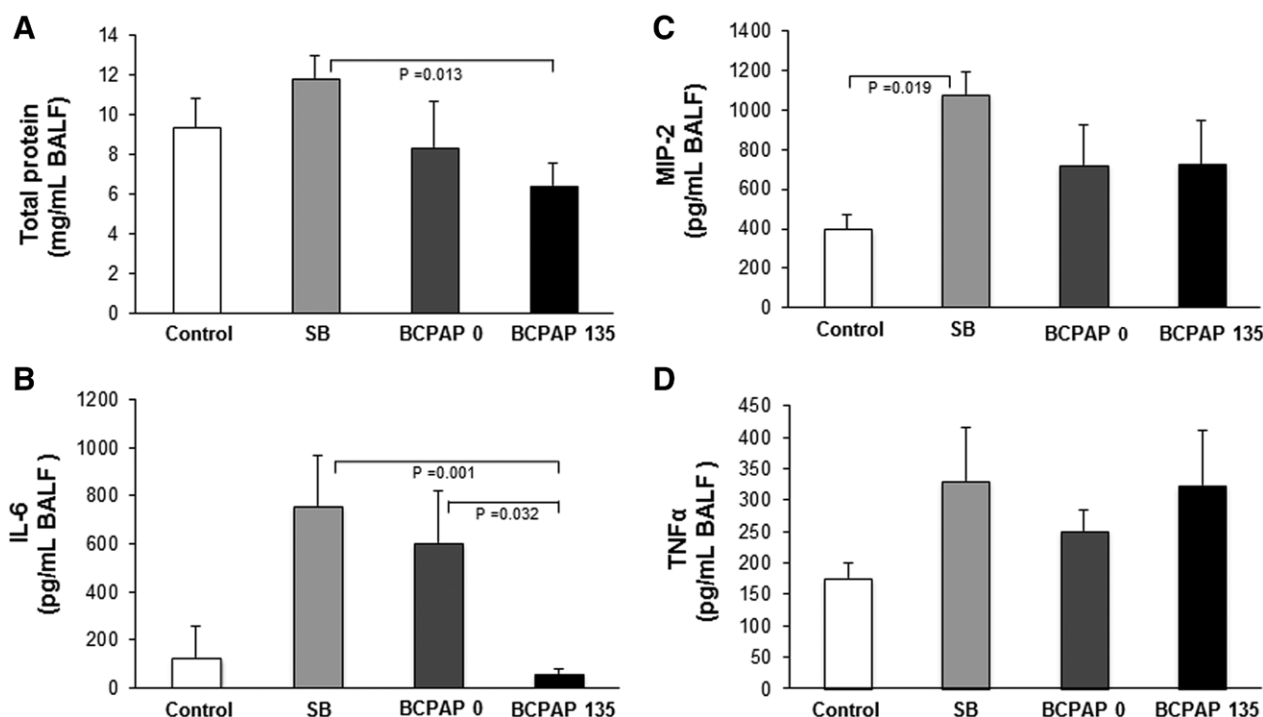 A
Total protein
(mg/mL BALF)
14
12
10
8
6
4
2
0
P =0.013
Control
SB
BCPAP 0
BCPAP 135
B
IL-6
(pg/mL BALF )
1200
1000
800
600
400
200
0
P =0.001
P =0.032
Control
SB
BCPAP 0
BCPAP 135
C
MIP-2
(pg/mL BALF)
1400
1200
1000
800
600
400
200
0
P =0.019
Control
SB
BCPAP 0
BCPAP 135
D
TNFα
(pg/mL BALF )
450
400
350
300
250
200
150
100
50
0
Control
SB
BCPAP 0
BCPAP 135